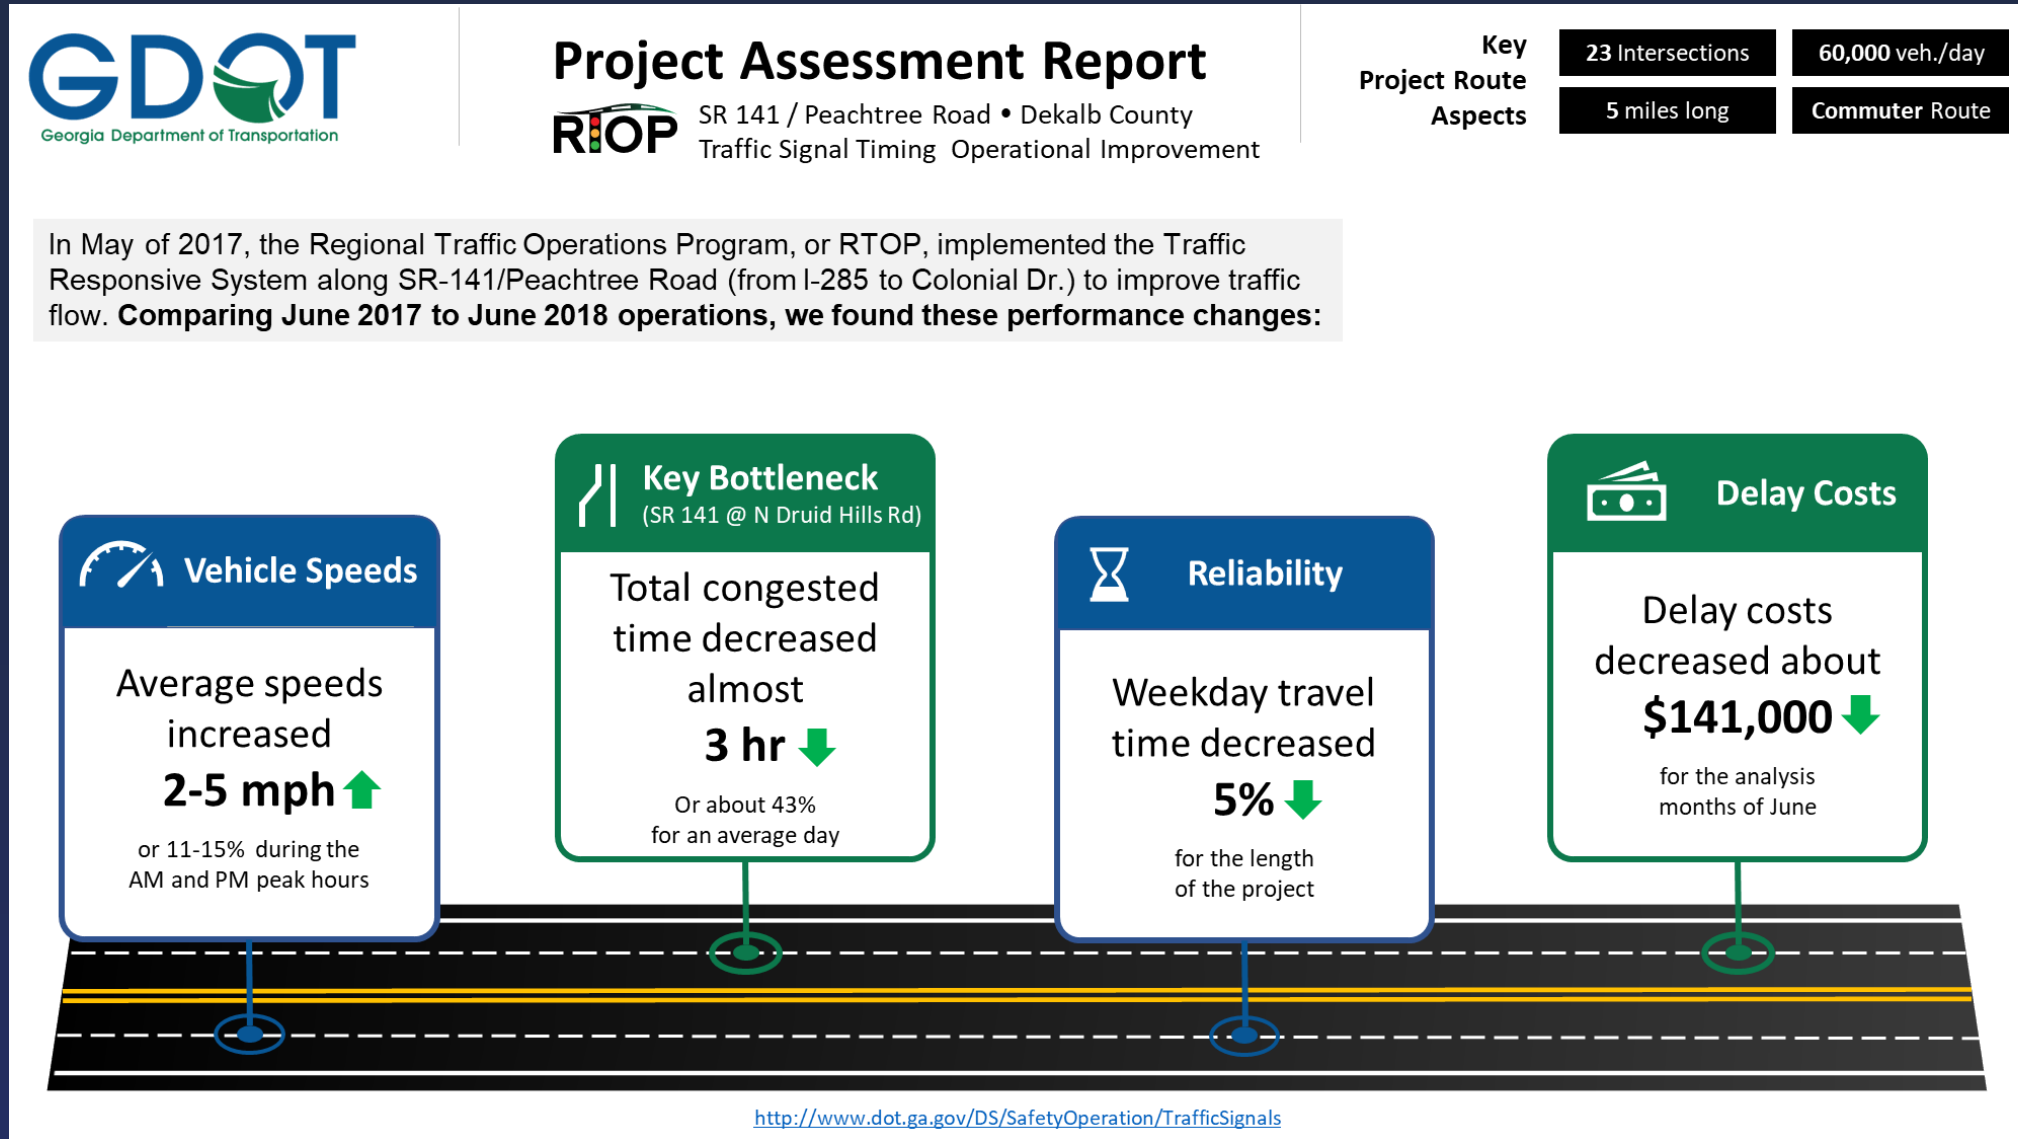 GDOT
Georgia Department of Transportation
Project Assessment Report
RTOP
SR 141 / Peachtree Road • Dekalb County
Traffic Signal Timing Operational Improvement
Key
Project Route
Aspects
23 Intersections
60,000 veh./day
5 miles long
Commuter Route
In May of 2017, the Regional Traffic Operations Program, or RTOP, implemented the Traffic
Responsive System along SR-141/Peachtree Road (from I-285 to Colonial Dr.) to improve traffic
flow. Comparing June 2017 to June 2018 operations, we found these performance changes:
Vehicle Speeds
Average speeds
increased
2-5 mph
or 11-15% during the
AM and PM peak hours
Key Bottleneck
(SR 141 @ N Druid Hills Rd)
Total congested
time decreased
almost
3 hr
Or about 43%
for an average day
Reliability
Weekday travel
time decreased
5%
for the length
of the project
Delay Costs
Delay costs
decreased about
$141,000
for the analysis
months of June
http://www.dot.ga.gov/DS/SafetyOperation/TrafficSignals